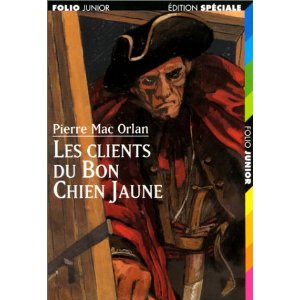 FOLIO JUNIOR ÉDITION SPÉCIALE
Pierre Mac Orlan
LES CLIENTS
DU BON
CHIEN JAUNE
FOLIO JUNIOR